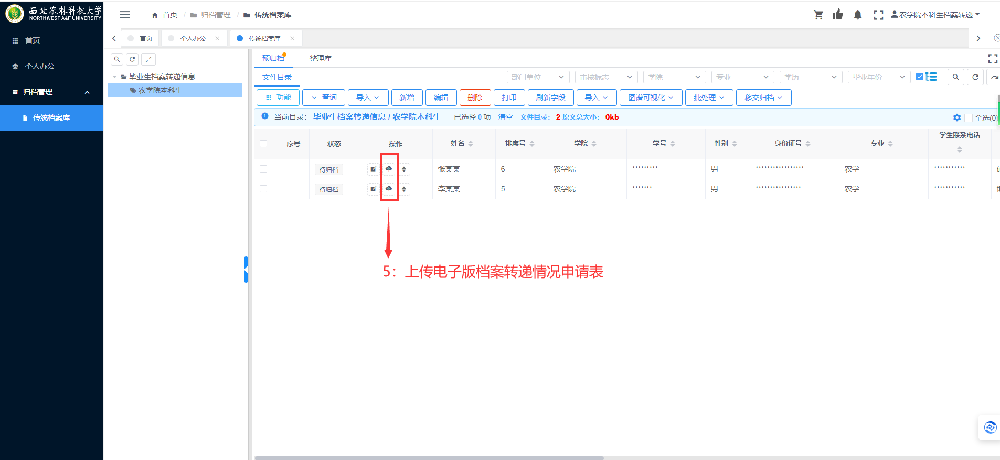 西北农林科技大学
NORTHWEST A&F UNIVERSITY
首页 / 归档管理 / 传统档案库
农学院本科生档案转递
首页
个人办公
归档管理
传统档案库
首页 个人办公 传统档案库
毕业生档案转递信息
农学院本科生
预归档 整理库
文件目录 部门单位 审核标志 学院 专业 学历 毕业年份
功能 查询 导入 新增 编辑 删除 打印 刷新字段 导入 图谱可视化 批处理 移交归档
当前目录： 毕业生档案转递信息 / 农学院本科生 已选择 0 项 清空 文件目录： 2 原文总大小： 0kb 全选(0)
序号 状态 操作 姓名 排序号 学院 学号 性别 身份证号 专业 学生联系电话
待归档 张某某 6 农学院 ********* 男 ***************** 农学 ***********
待归档 李某某 5 农学院 ******* 男 **************** 农学 ***********
5：上传电子版档案转递情况申请表